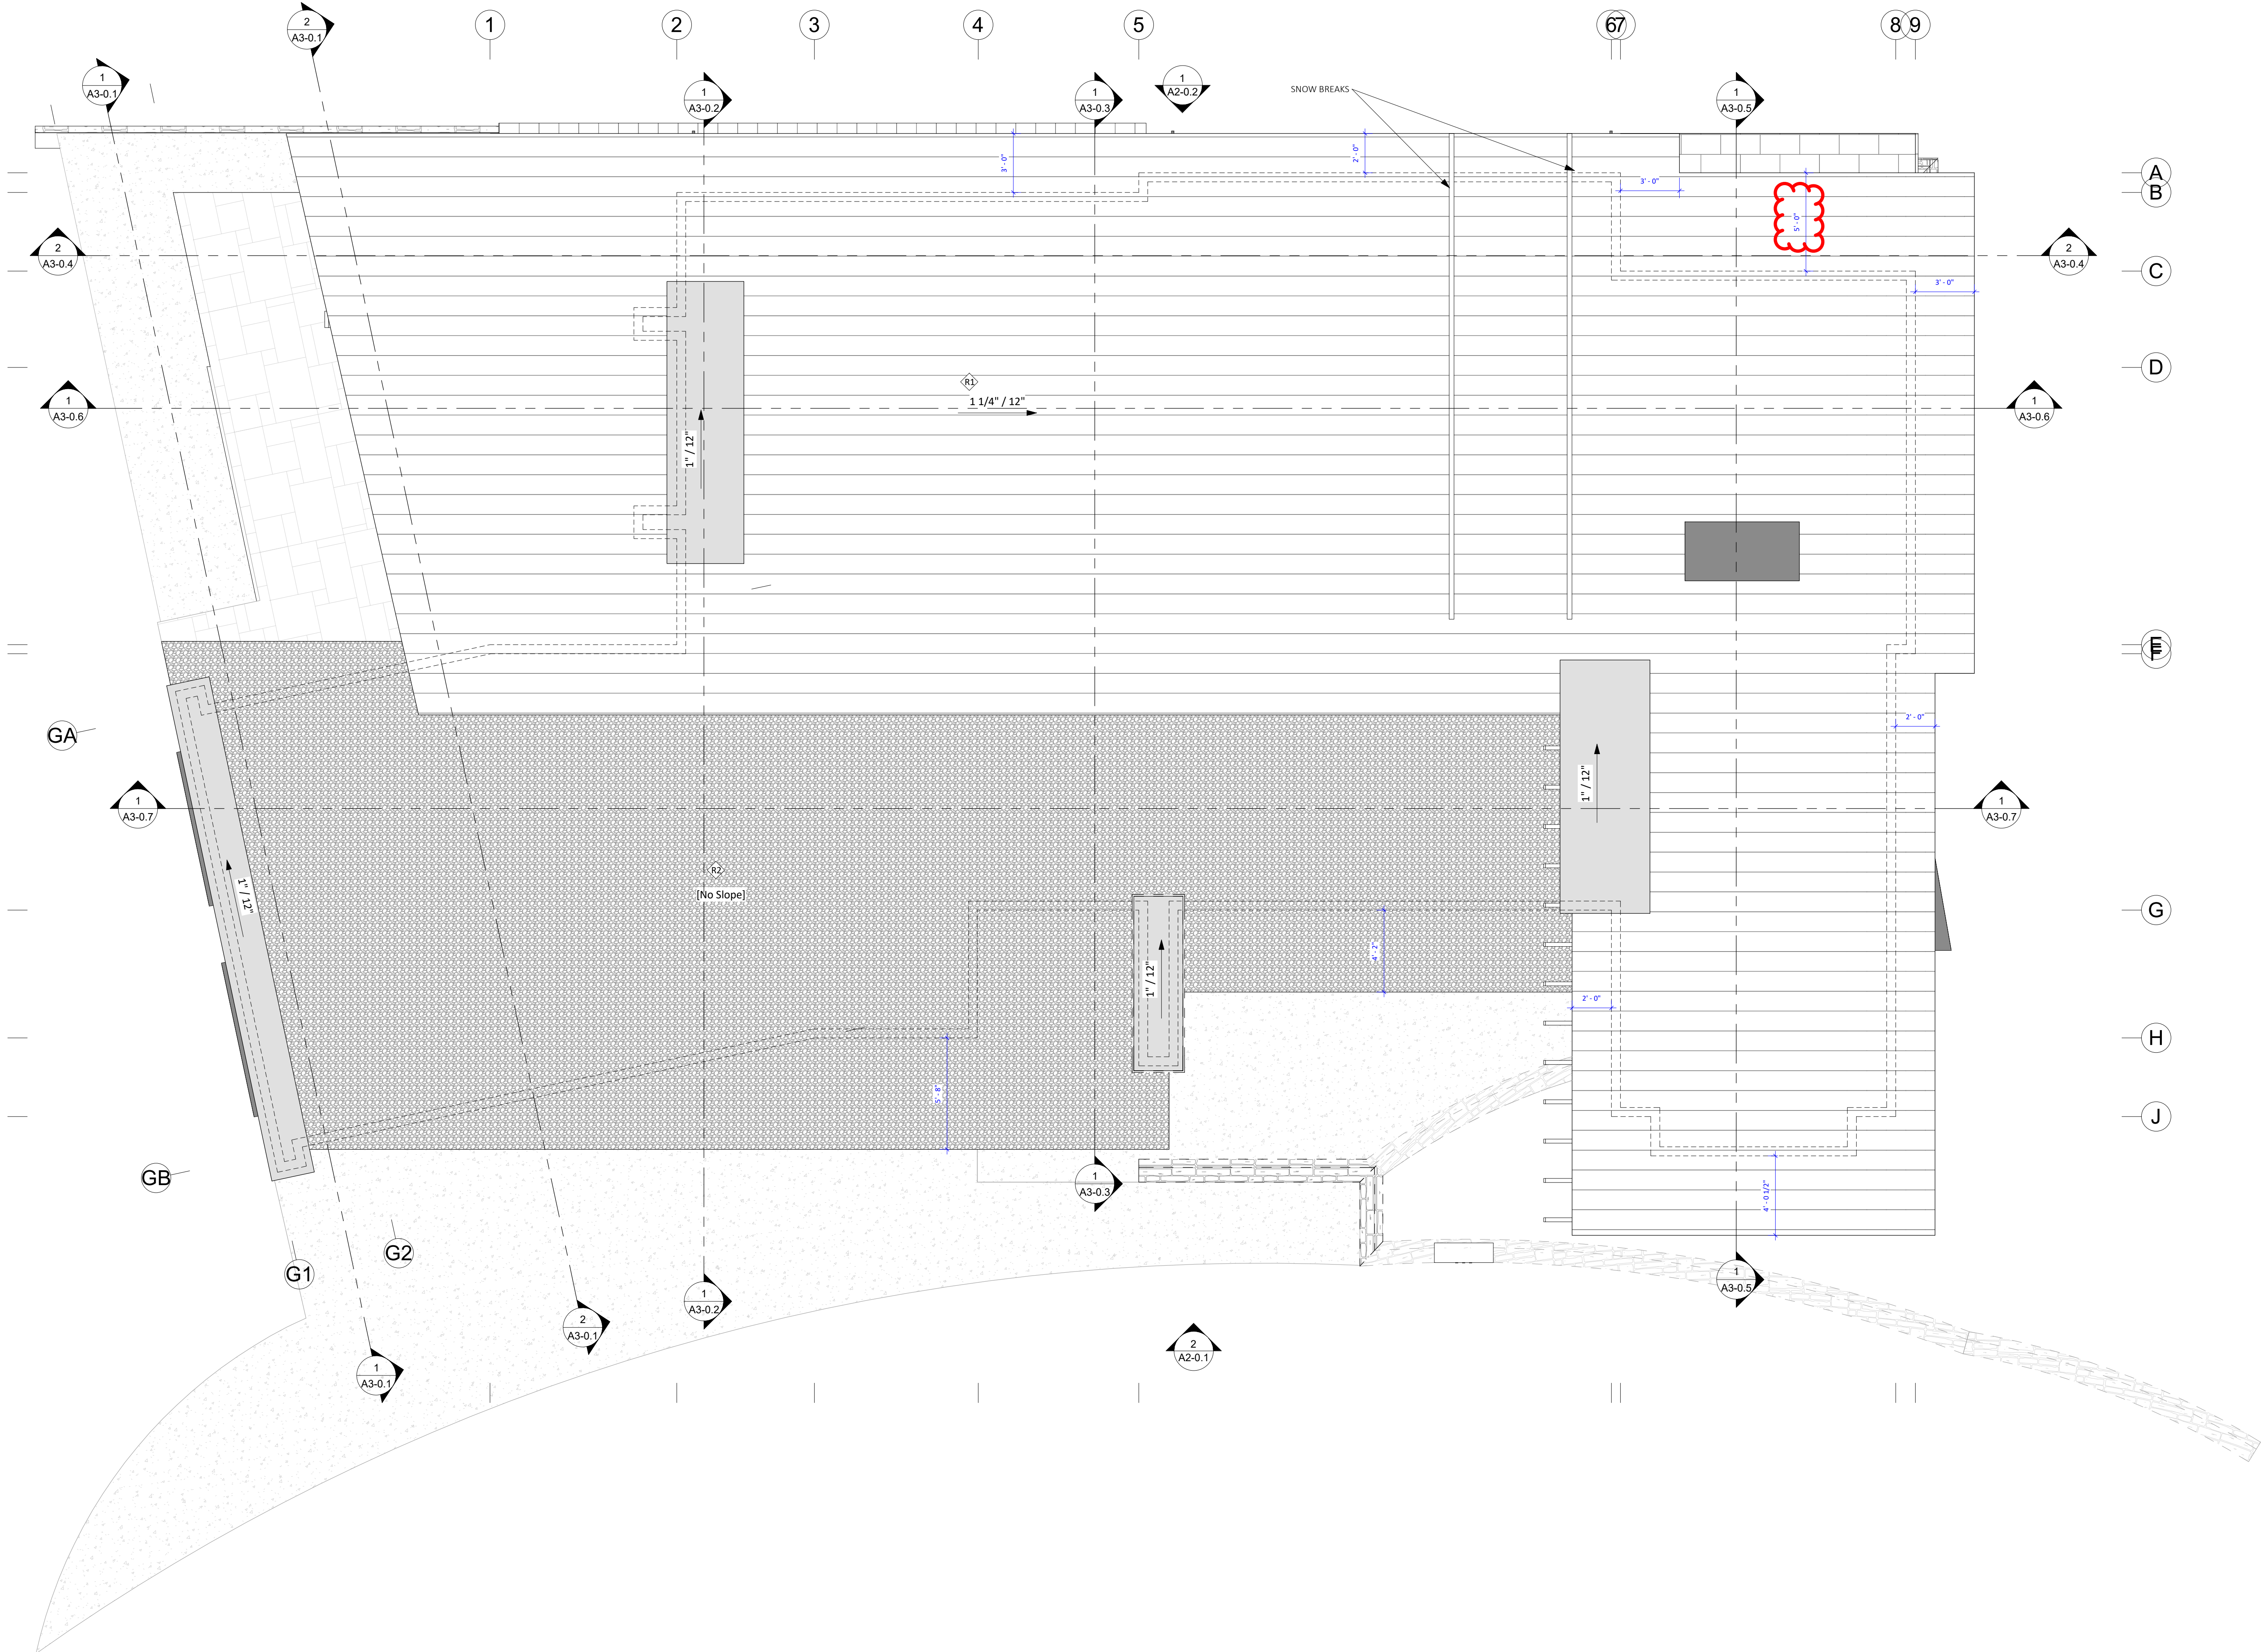 2
A3-0.1
1
2
3
4
5
6
7
8
9
1
A3-0.1
1
A3-0.2
1
A3-0.3
1
A2-0.2
SNOW BREAKS
1
A3-0.5
3' - 0"
2' - 0"
3' - 0"
5' - 0"
A
B
2
A3-0.4
2
A3-0.4
C
3' - 0"
D
R1
1 1/4" / 12"
1
A3-0.6
1
A3-0.6
1" / 12"
E
F
GA
2' - 0"
1" / 12"
1
A3-0.7
1
A3-0.7
R2
[No Slope]
1" / 12"
G
4' - 2"
1" / 12"
2' - 0"
H
5' - 8"
J
GB
1
A3-0.3
4' - 0 1/2"
G2
G1
1
A3-0.5
1
A3-0.2
2
A3-0.1
2
A2-0.1
1
A3-0.1